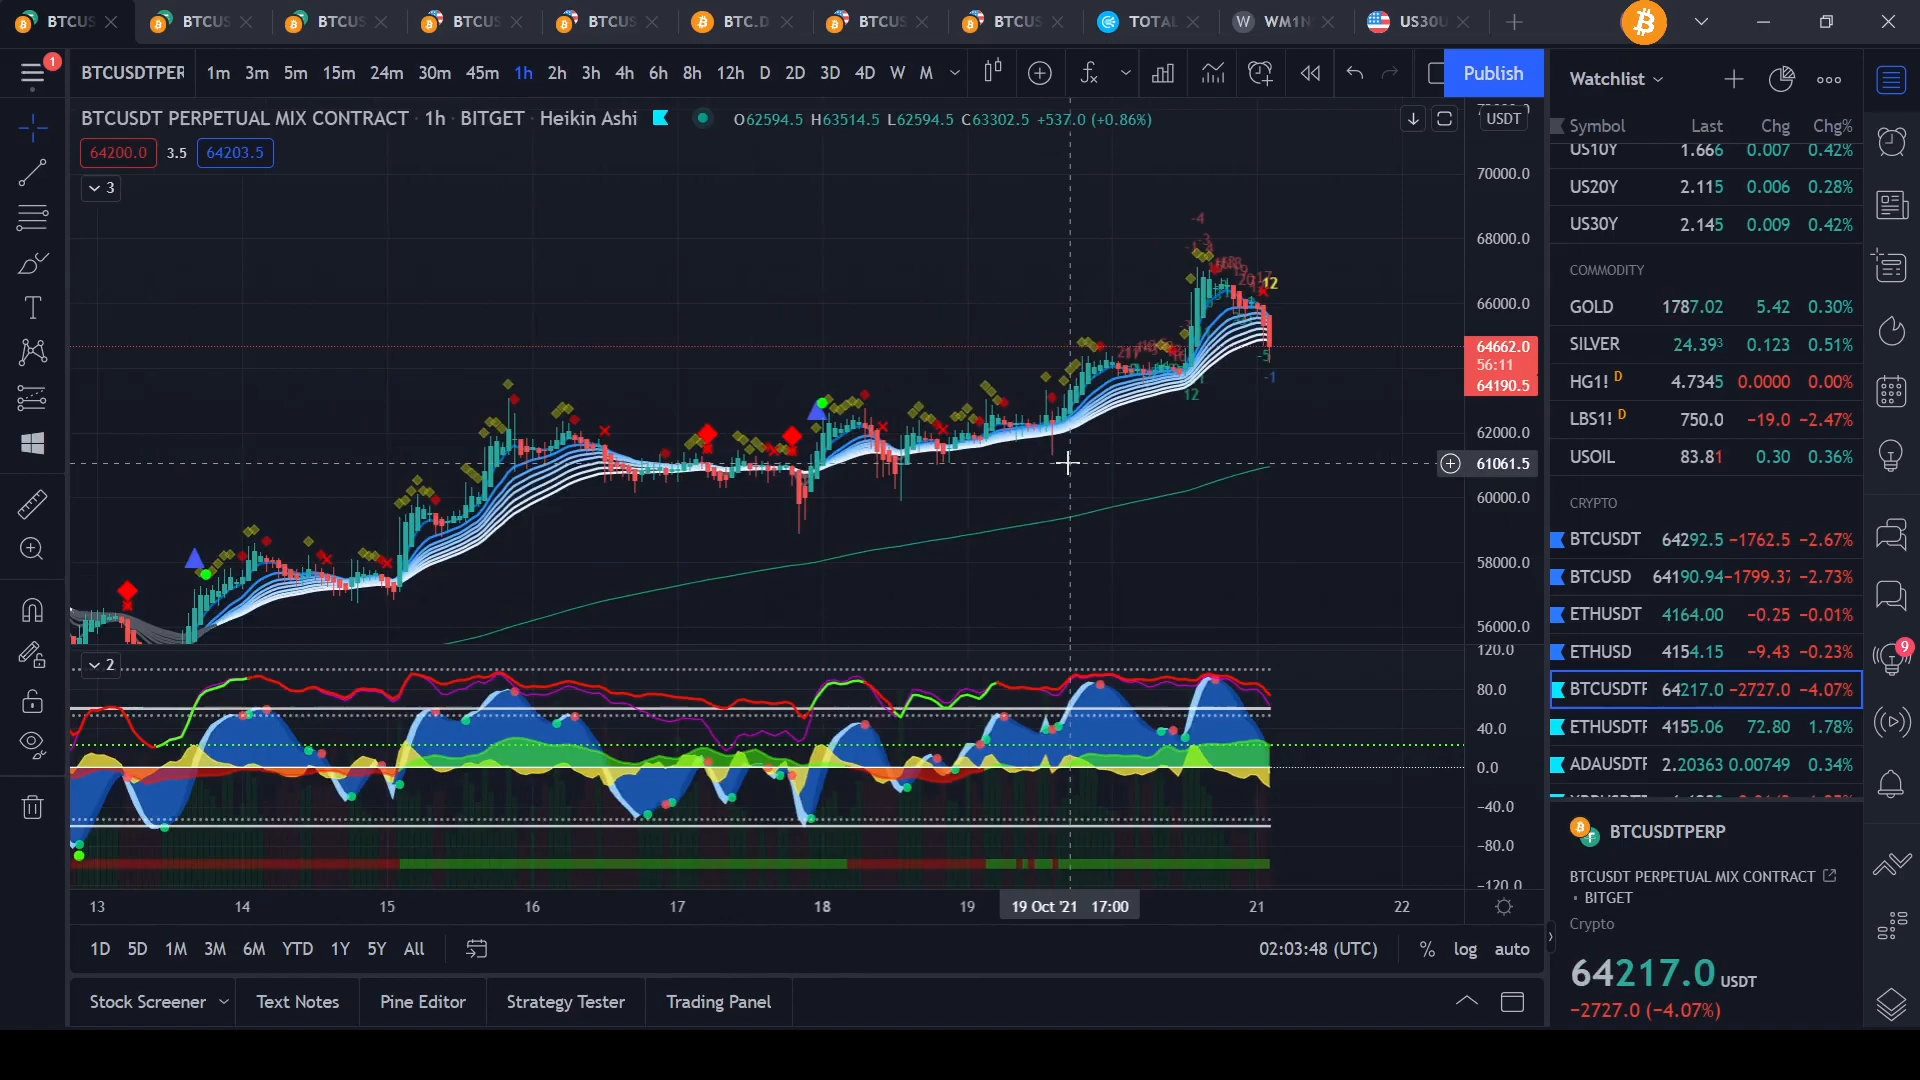 BTCUS BTCUS BTCUS BTCUS BTCUS BTC.D BTCUS BTCUS TOTAL WM1N US30U
1 BTCUSDTPER 1m 3m 5m 15m 24m 30m 45m 1h 2h 3h 4h 6h 8h 12h D 2D 3D 4D W M Publish
BTCUSDT PERPETUAL MIX CONTRACT · 1h · BITGET · Heikin Ashi O62594.5 H63514.5 L62594.5 C63302.5 +537.0 (+0.86%)
64200.0 3.5 64203.5
3
USDT
70000.0
68000.0
66000.0
64662.0
56:11
64190.5
62000.0
61061.5
60000.0
58000.0
56000.0
-4
-3
12
-5
-1
12
2
120.0
80.0
40.0
0.0
-40.0
-80.0
-120.0
13 14 15 16 17 18 19 19 Oct '21 17:00 21 22
1D 5D 1M 3M 6M YTD 1Y 5Y All 02:03:48 (UTC) % log auto
Stock Screener Text Notes Pine Editor Strategy Tester Trading Panel
Watchlist
Symbol Last Chg Chg%
US10Y 1.666 0.007 0.42%
US20Y 2.115 0.006 0.28%
US30Y 2.145 0.009 0.42%
COMMODITY
GOLD 1787.02 5.42 0.30%
SILVER 24.39³ 0.123 0.51%
HG1! D 4.7345 0.0000 0.00%
LBS1! D 750.0 −19.0 −2.47%
USOIL 83.81 0.30 0.36%
CRYPTO
BTCUSDT 64292.5 −1762.5 −2.67%
BTCUSD 64190.94 −1799.37 −2.73%
ETHUSDT 4164.00 −0.25 −0.01%
ETHUSD 4154.15 −9.43 −0.23%
BTCUSDTF 64217.0 −2727.0 −4.07%
ETHUSDTF 4155.06 72.80 1.78%
ADAUSDTF 2.20363 0.00749 0.34%
9
BTCUSDTPERP
BTCUSDT PERPETUAL MIX CONTRACT
· BITGET
Crypto
64217.0 USDT
−2727.0 (−4.07%)